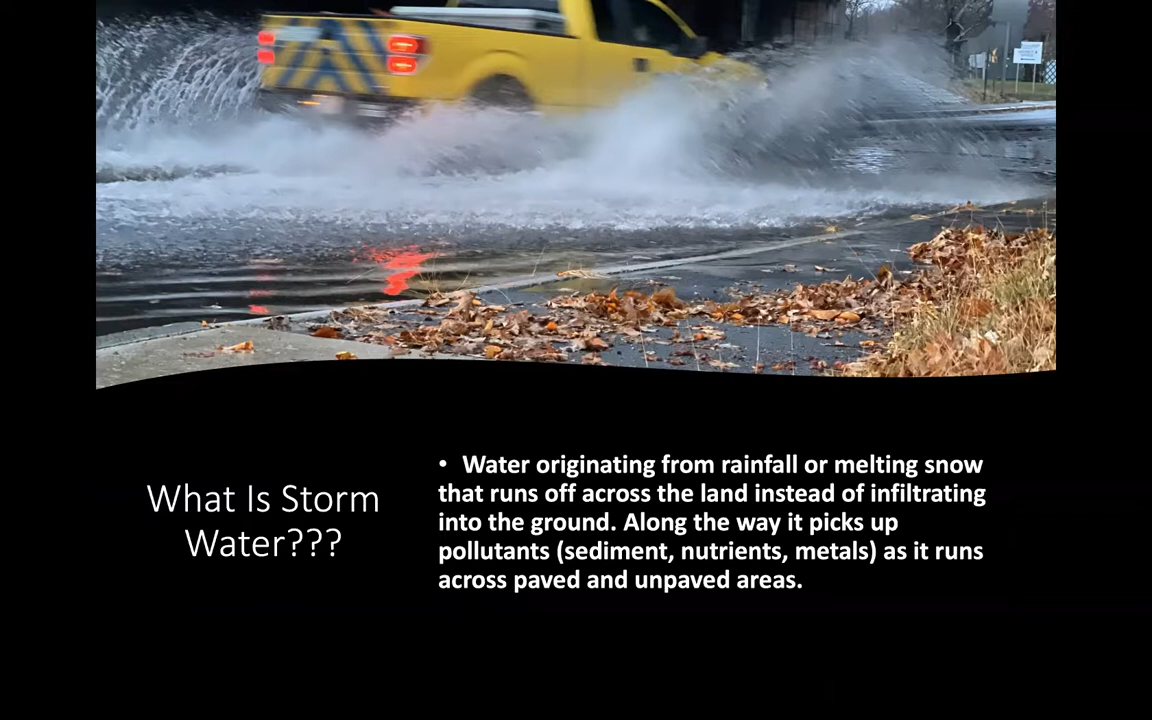 What Is Storm
Water???
• Water originating from rainfall or melting snow
that runs off across the land instead of infiltrating
into the ground. Along the way it picks up
pollutants (sediment, nutrients, metals) as it runs
across paved and unpaved areas.